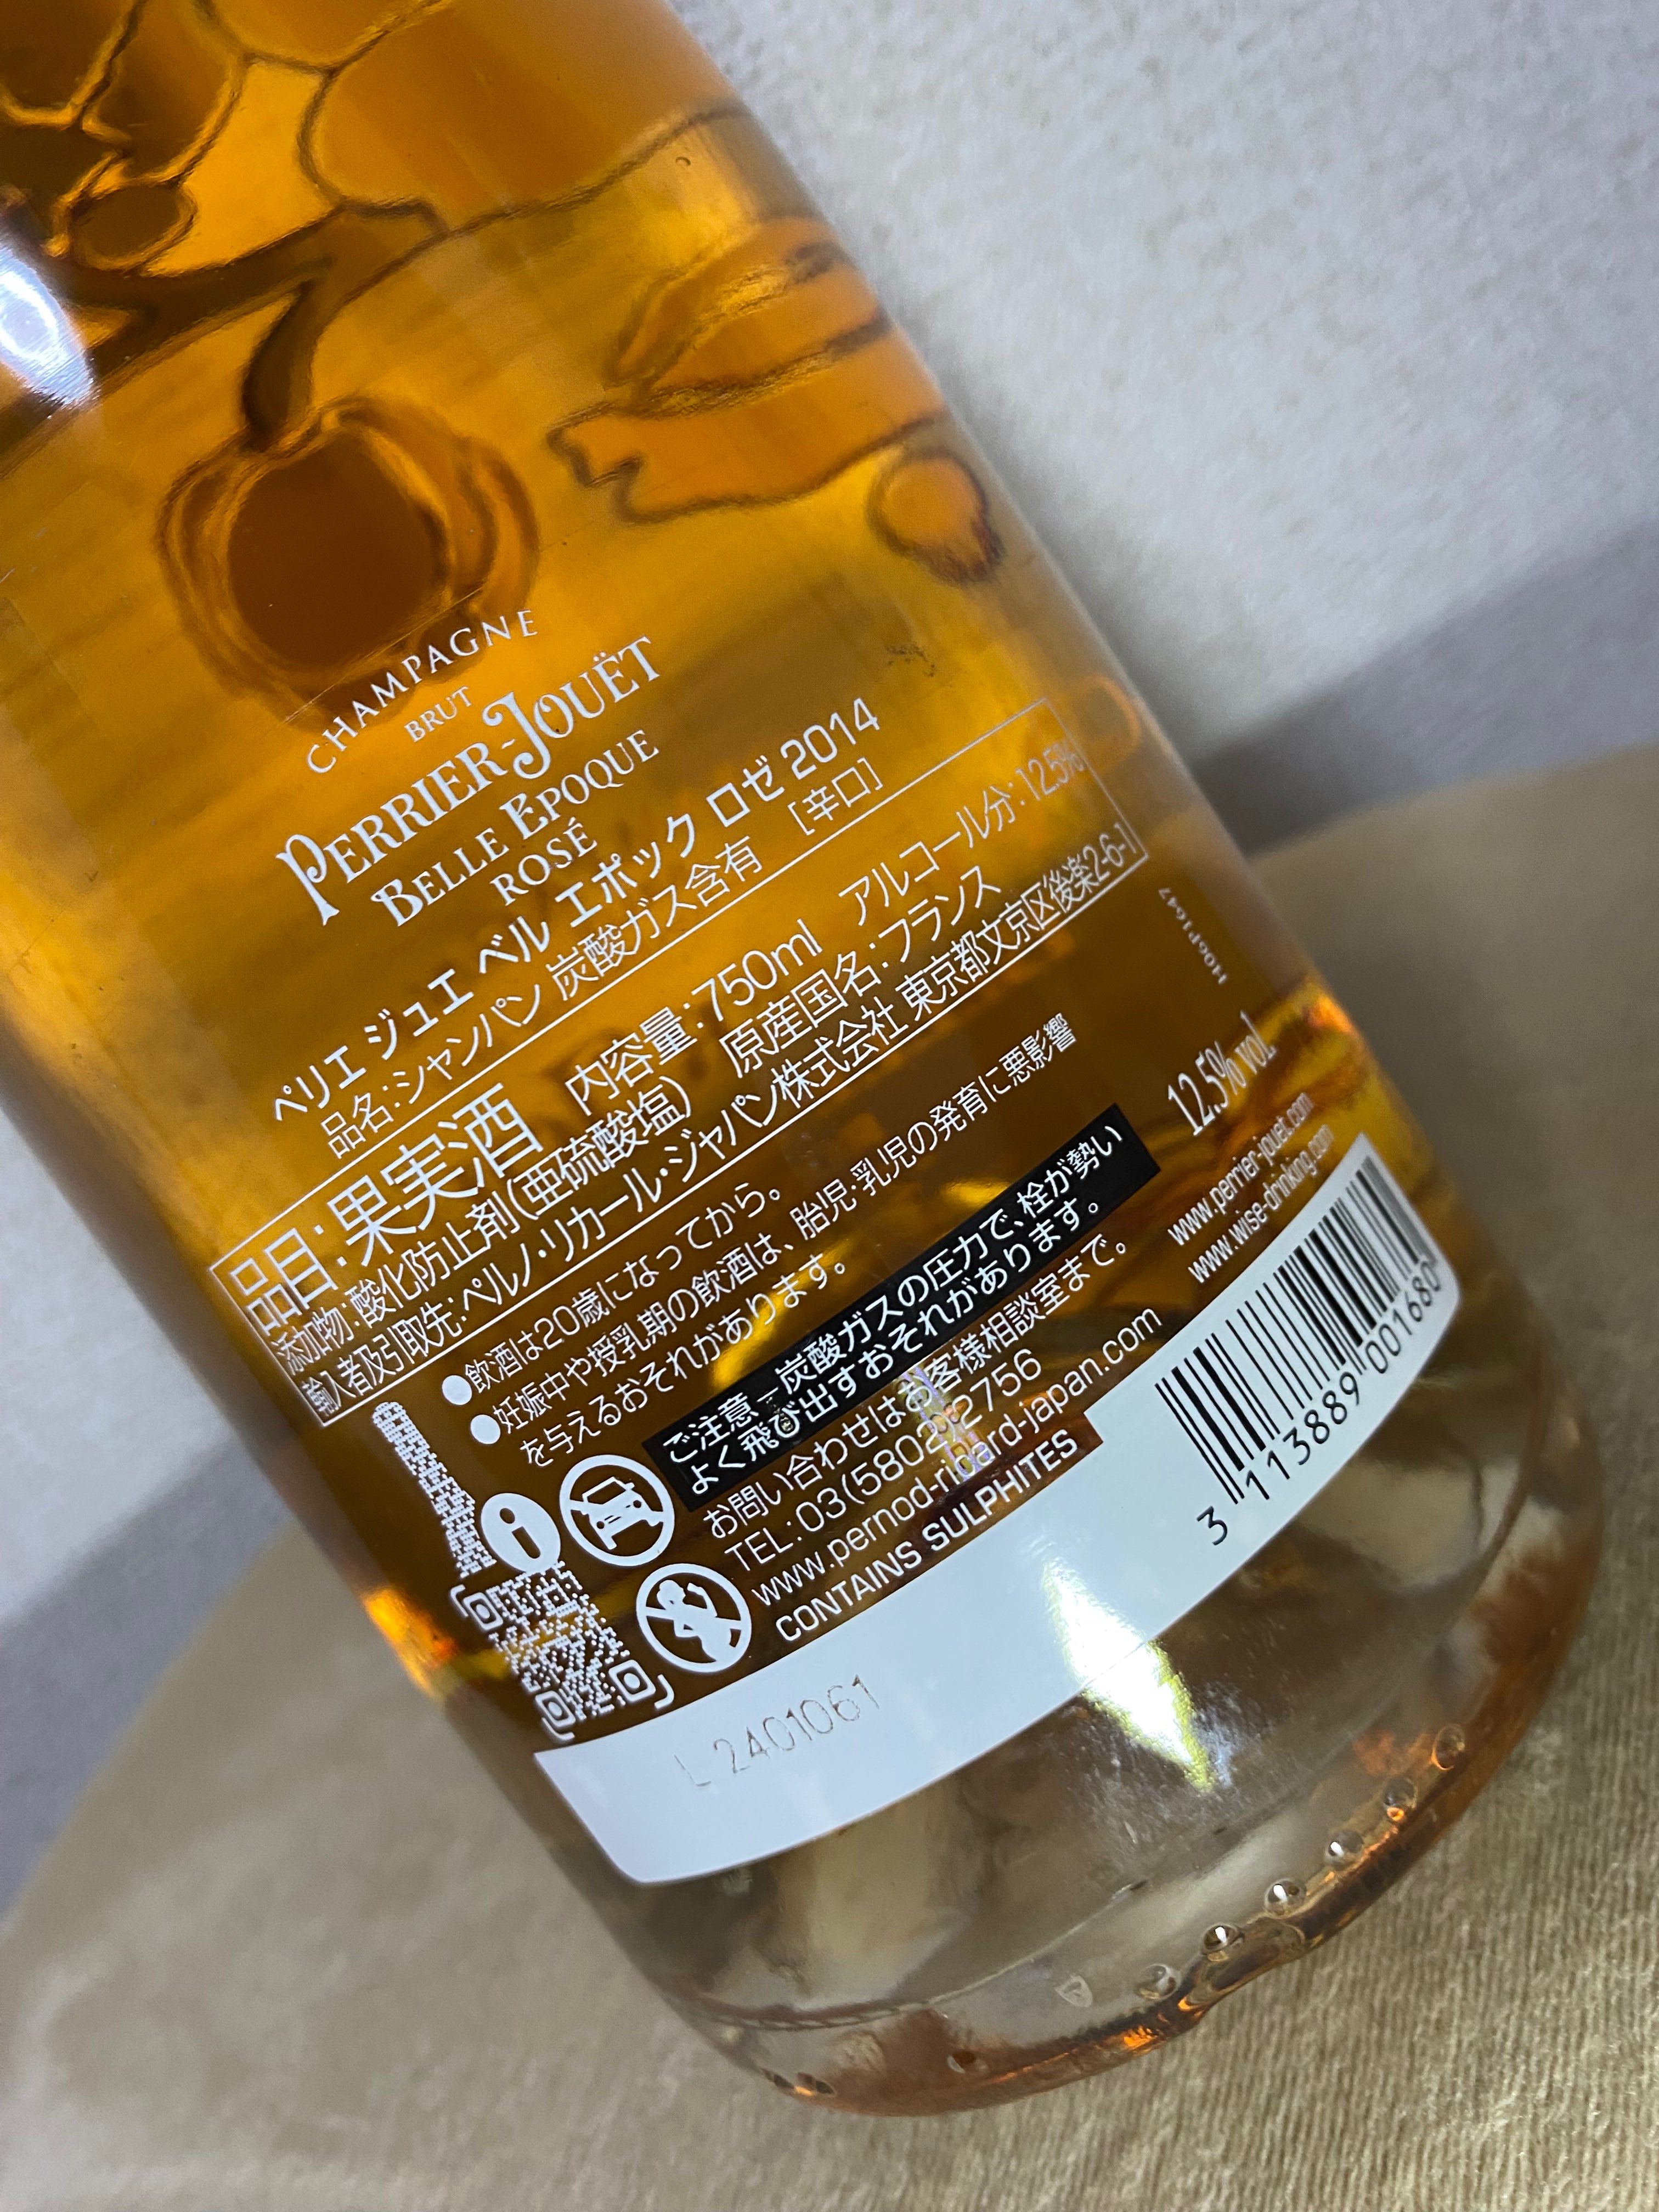 CHAMPAGNE
BRUT
PERRIER-JOUËT
BELLE EPOQUE
ROSÉ
ペリエ ジュエ ベル エポック ロゼ 2014
品名:シャンパン 炭酸ガス含有 [辛口]
品目:果実酒 内容量:750ml アルコール分:12.5%
添加物:酸化防止剤(亜硫酸塩) 原産国名:フランス
輸入者及引取先:ペルノ・リカール・ジャパン株式会社 東京都文京区後楽2-6-1
●飲酒は20歳になってから。
●妊娠中や授乳期の飲酒は、胎児・乳児の発育に悪影響
を与えるおそれがあります。
ご注意 – 炭酸ガスの圧力で、栓が勢い
よく飛び出すおそれがあります。
お問い合わせはお客様相談室まで。
TEL:03(5802)2756
www.pernod-ricard-japan.com
CONTAINS SULPHITES
12.5% vol
www.perrier-jouet.com
www.wise-drinking.com
3 113889 001680
L 2401061